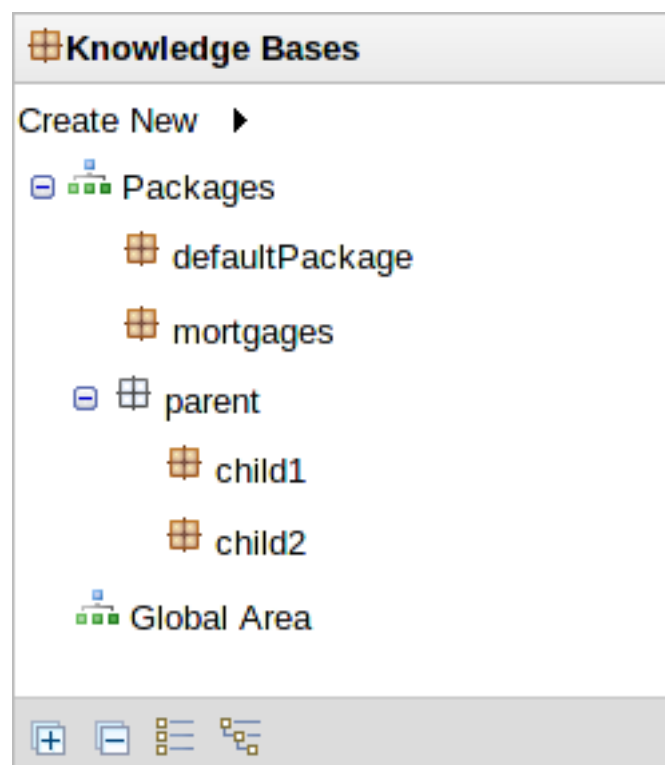 Knowledge Bases
Create New
Packages
defaultPackage
mortgages
parent
child1
child2
Global Area